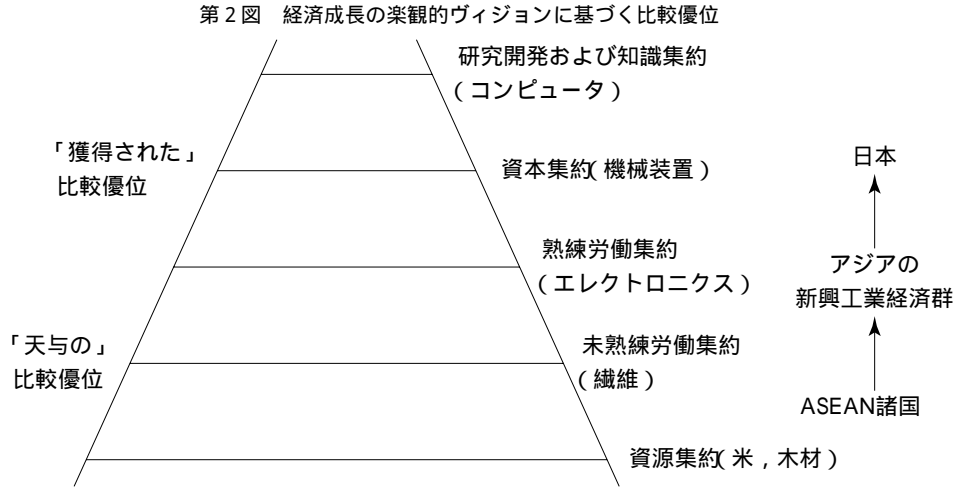 第2図　経済成長の楽観的ヴィジョンに基づく比較優位
研究開発および知識集約
(コンピュータ)
「獲得された」
比較優位
資本集約(機械装置)
日本
熟練労働集約
(エレクトロニクス)
アジアの
新興工業経済群
「天与の」
比較優位
未熟練労働集約
(繊維)
ASEAN諸国
資源集約(米，木材)